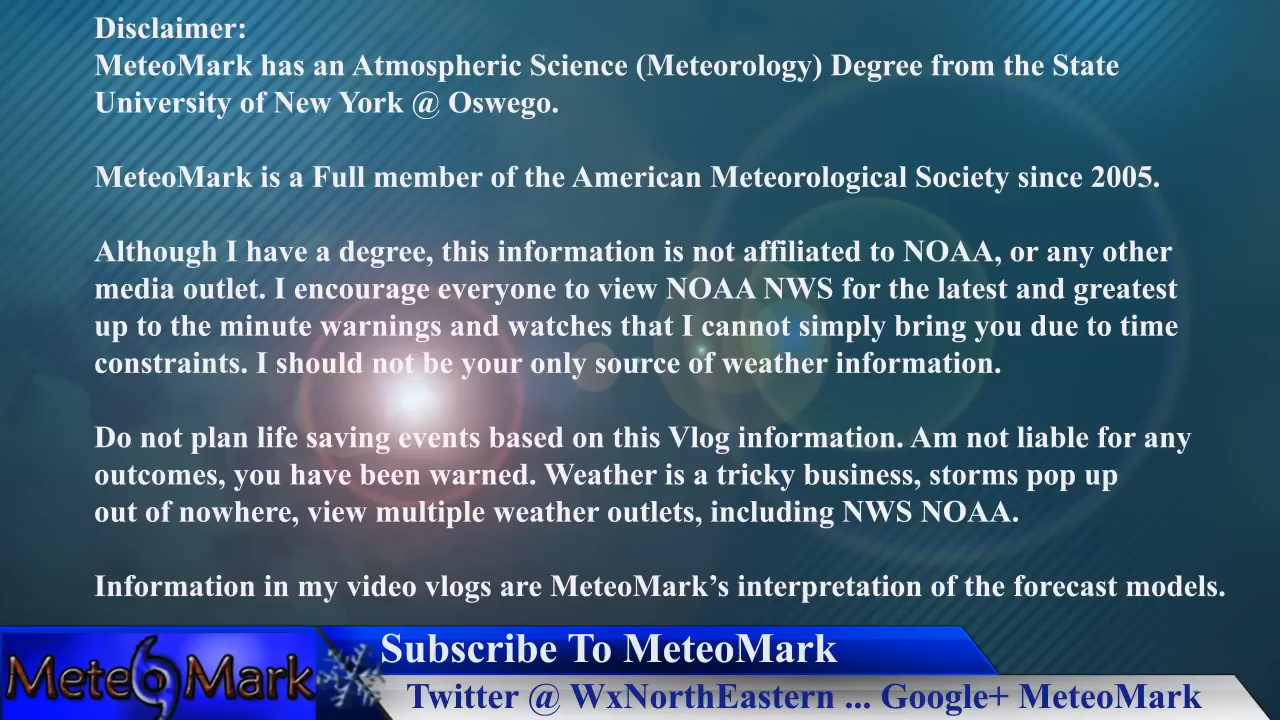 Disclaimer:
MeteoMark has an Atmospheric Science (Meteorology) Degree from the State
University of New York @ Oswego.
MeteoMark is a Full member of the American Meteorological Society since 2005.
Although I have a degree, this information is not affiliated to NOAA, or any other
media outlet. I encourage everyone to view NOAA NWS for the latest and greatest
up to the minute warnings and watches that I cannot simply bring you due to time
constraints. I should not be your only source of weather information.
Do not plan life saving events based on this Vlog information. Am not liable for any
outcomes, you have been warned. Weather is a tricky business, storms pop up
out of nowhere, view multiple weather outlets, including NWS NOAA.
Information in my video vlogs are MeteoMark’s interpretation of the forecast models.
Subscribe To MeteoMark
MeteoMark
Twitter @ WxNorthEastern ... Google+ MeteoMark